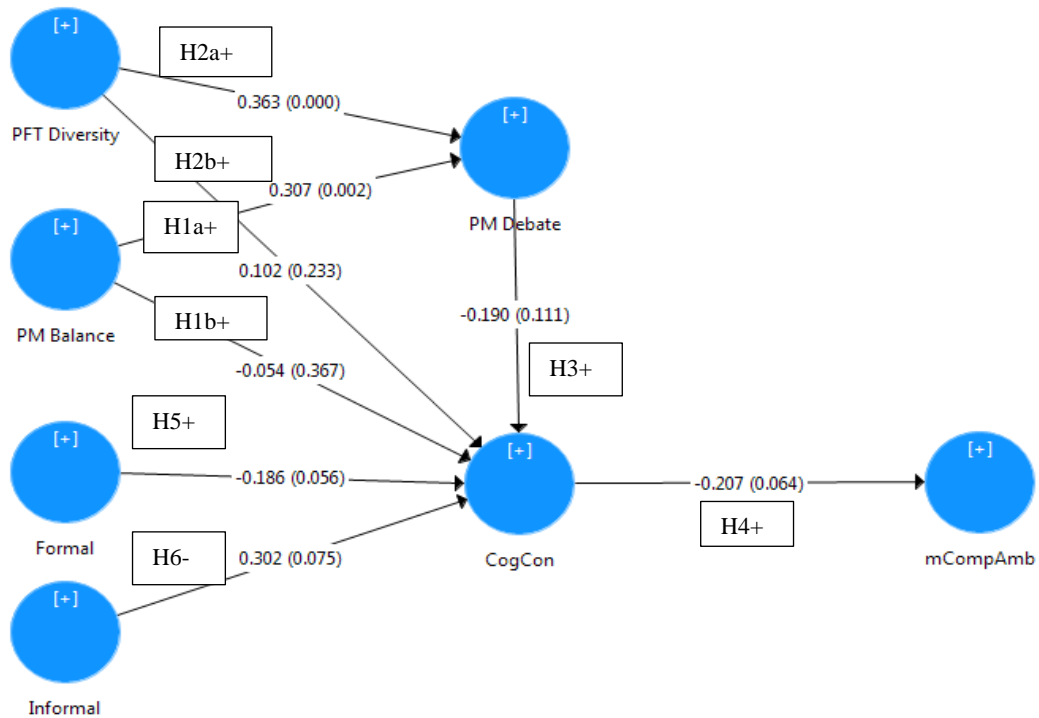 [+]
H2a+
0.363 (0.000)
PFT Diversity
[+]
H2b+
0.307 (0.002)
[+]
H1a+
PM Debate
0.102 (0.233)
PM Balance
H1b+
-0.190 (0.111)
-0.054 (0.367)
H3+
H5+
[+]
[+]
[+]
-0.186 (0.056)
-0.207 (0.064)
H4+
Formal
H6-
0.302 (0.075)
CogCon
mCompAmb
[+]
Informal